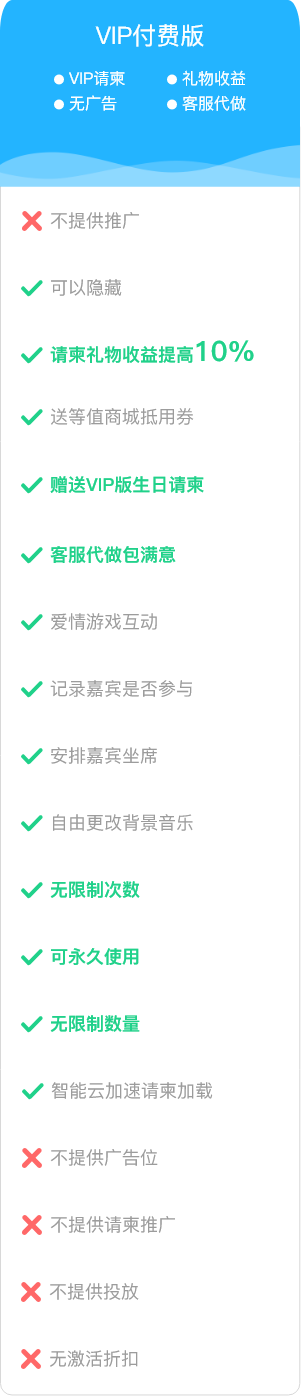 VIP付费版
VIP请柬 礼物收益
无广告 客服代做
不提供推广
可以隐藏
请柬礼物收益提高10%
送等值商城抵用券
赠送VIP版生日请柬
客服代做包满意
爱情游戏互动
记录嘉宾是否参与
安排嘉宾坐席
自由更改背景音乐
无限制次数
可永久使用
无限制数量
智能云加速请柬加载
不提供广告位
不提供请柬推广
不提供投放
无激活折扣